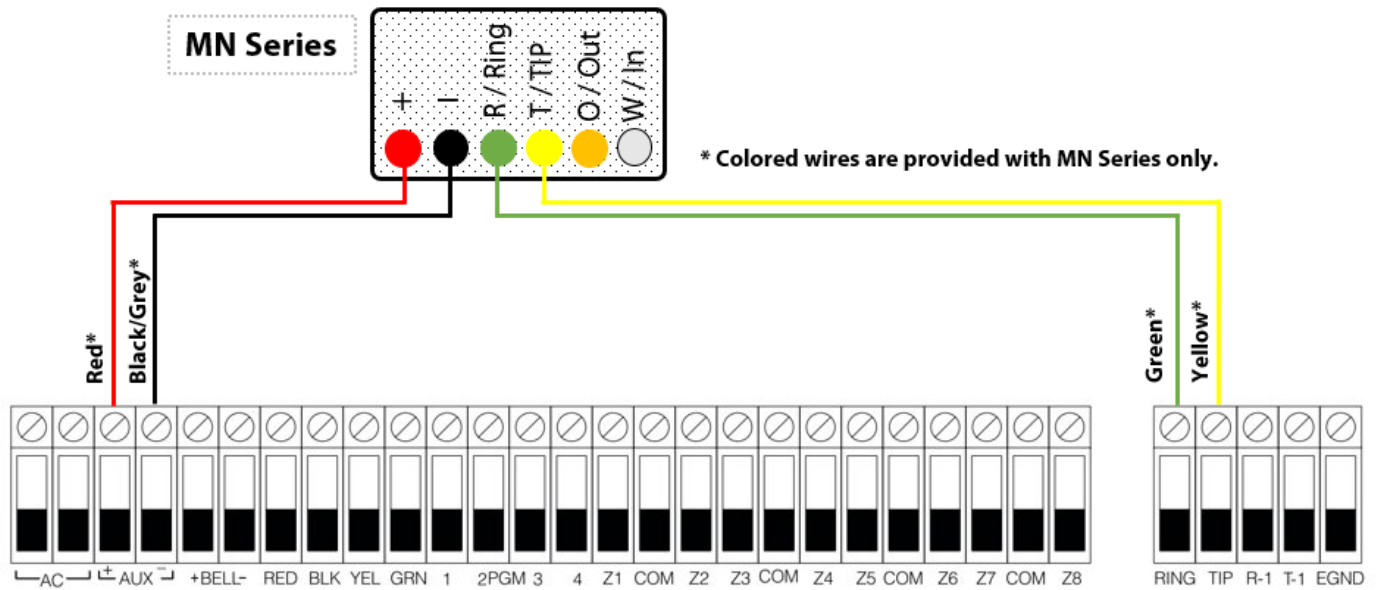 MN Series
+ − R / Ring T / TIP O / Out W / In
* Colored wires are provided with MN Series only.
Red*
Black/Grey*
Green*
Yellow*
AC + AUX − +BELL− RED BLK YEL GRN 1 2PGM 3 4 Z1 COM Z2 Z3 COM Z4 Z5 COM Z6 Z7 COM Z8
RING TIP R-1 T-1 EGND